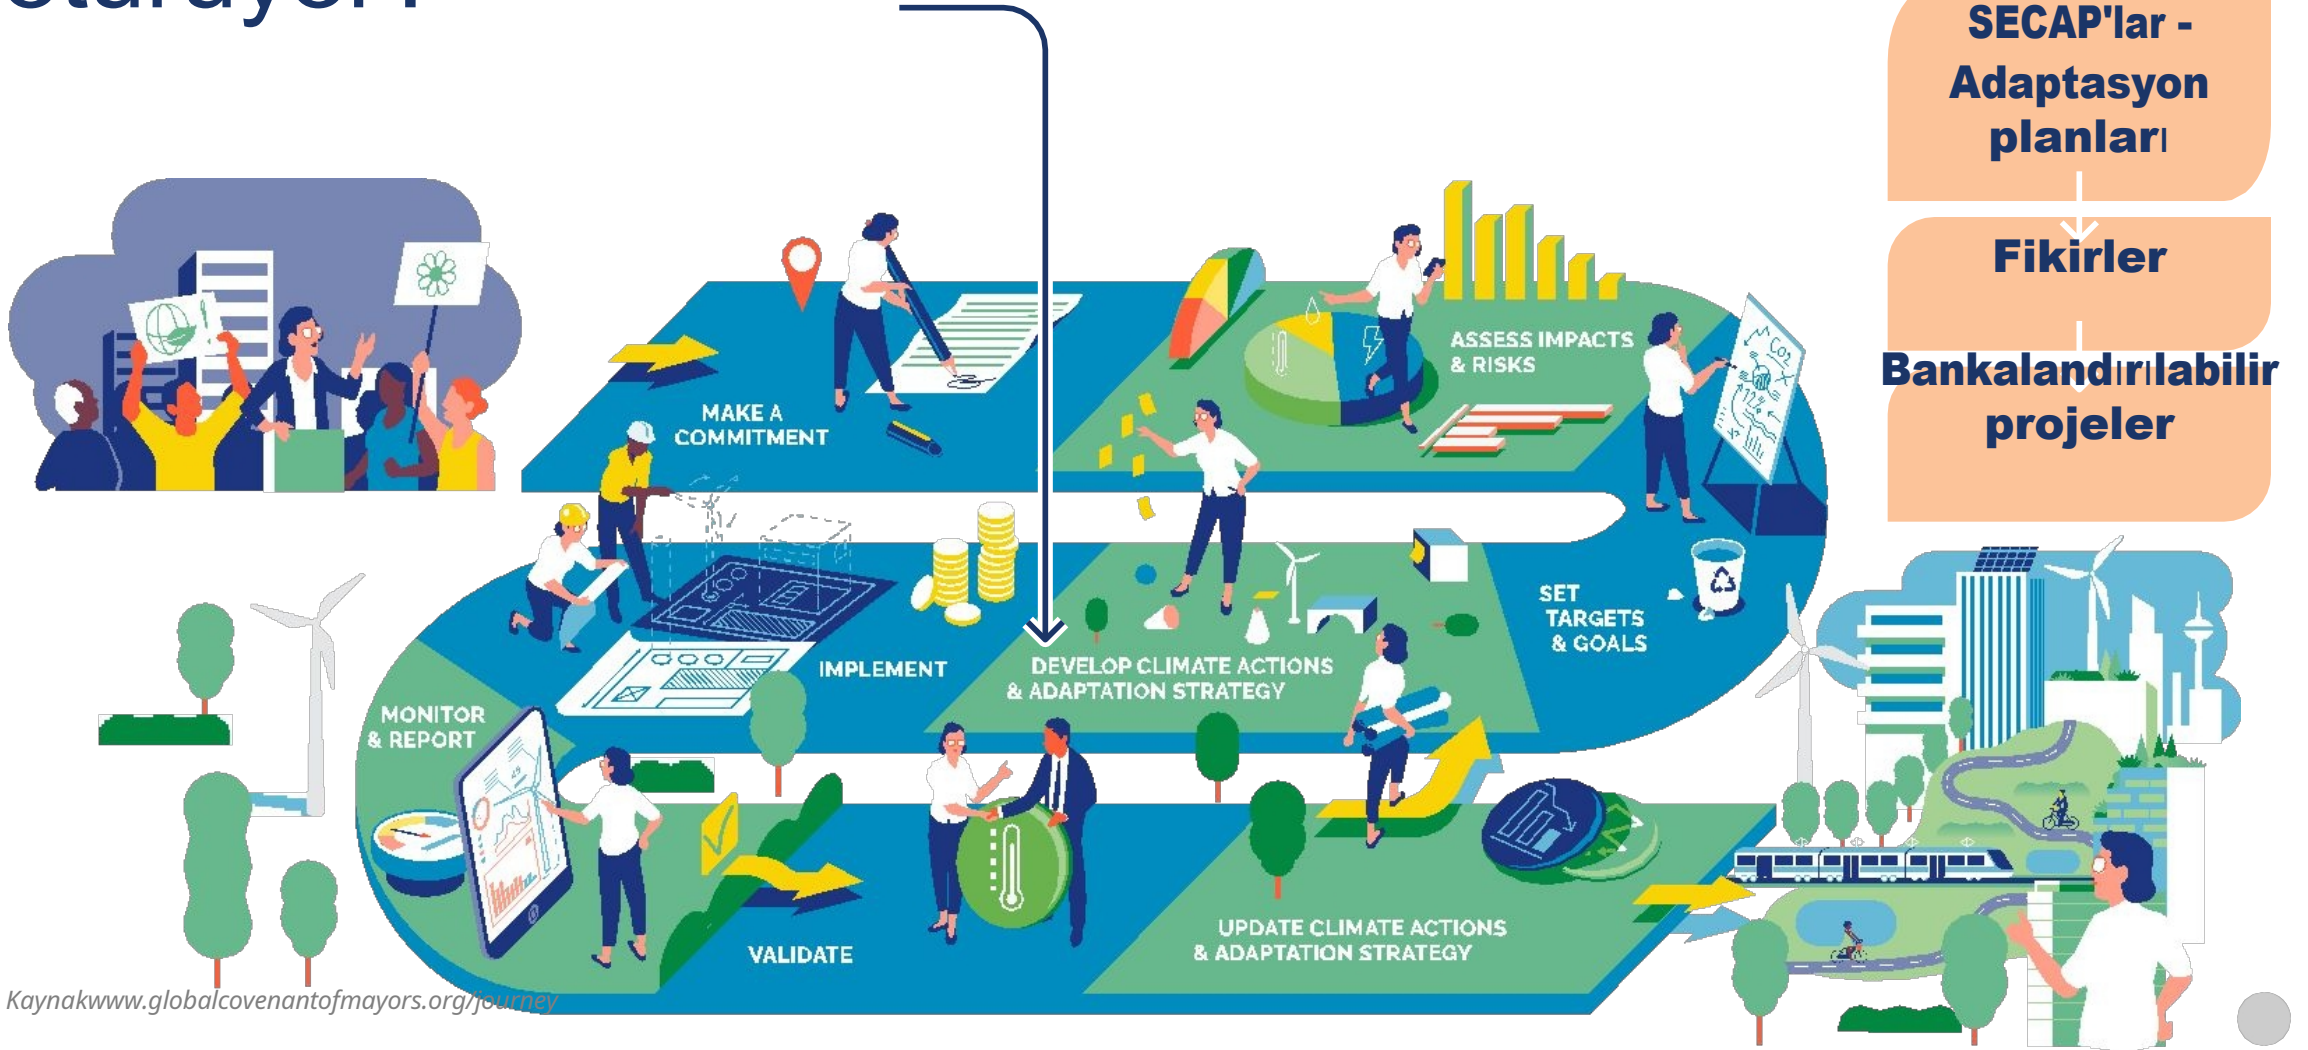 SECAP'lar -
Adaptasyon
planları
Fikirler
Bankalandırılabilir
projeler
MAKE A
COMMITMENT
ASSESS IMPACTS
& RISKS
SET
TARGETS
& GOALS
DEVELOP CLIMATE ACTIONS
& ADAPTATION STRATEGY
IMPLEMENT
MONITOR
& REPORT
VALIDATE
UPDATE CLIMATE ACTIONS
& ADAPTATION STRATEGY
Kaynakwww.globalcovenantofmayors.org/journey